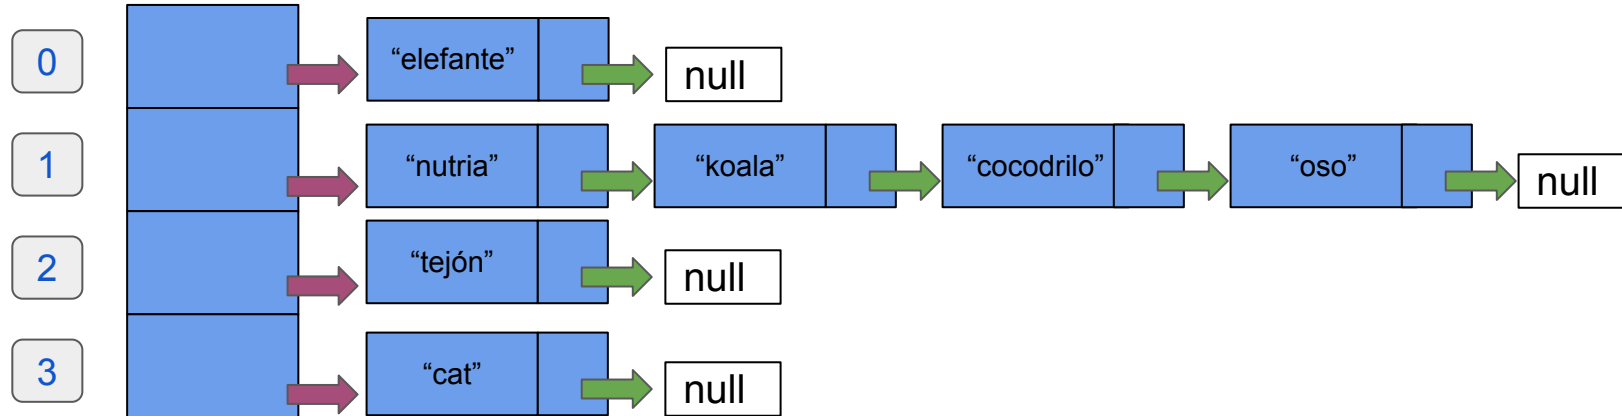 0 “elefante” null
1 “nutria” “koala” “cocodrilo” “oso” null
2 “tejón” null
3 “cat” null